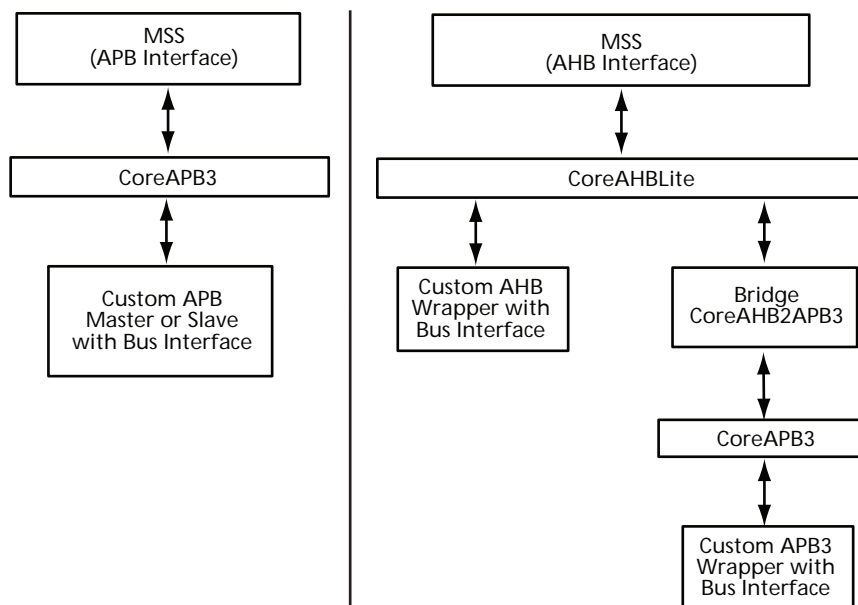 MSS
(APB Interface)
CoreAPB3
Custom APB
Master or Slave
with Bus Interface
MSS
(AHB Interface)
CoreAHBLite
Custom AHB
Wrapper with
Bus Interface
Bridge
CoreAHB2APB3
CoreAPB3
Custom APB3
Wrapper with
Bus Interface